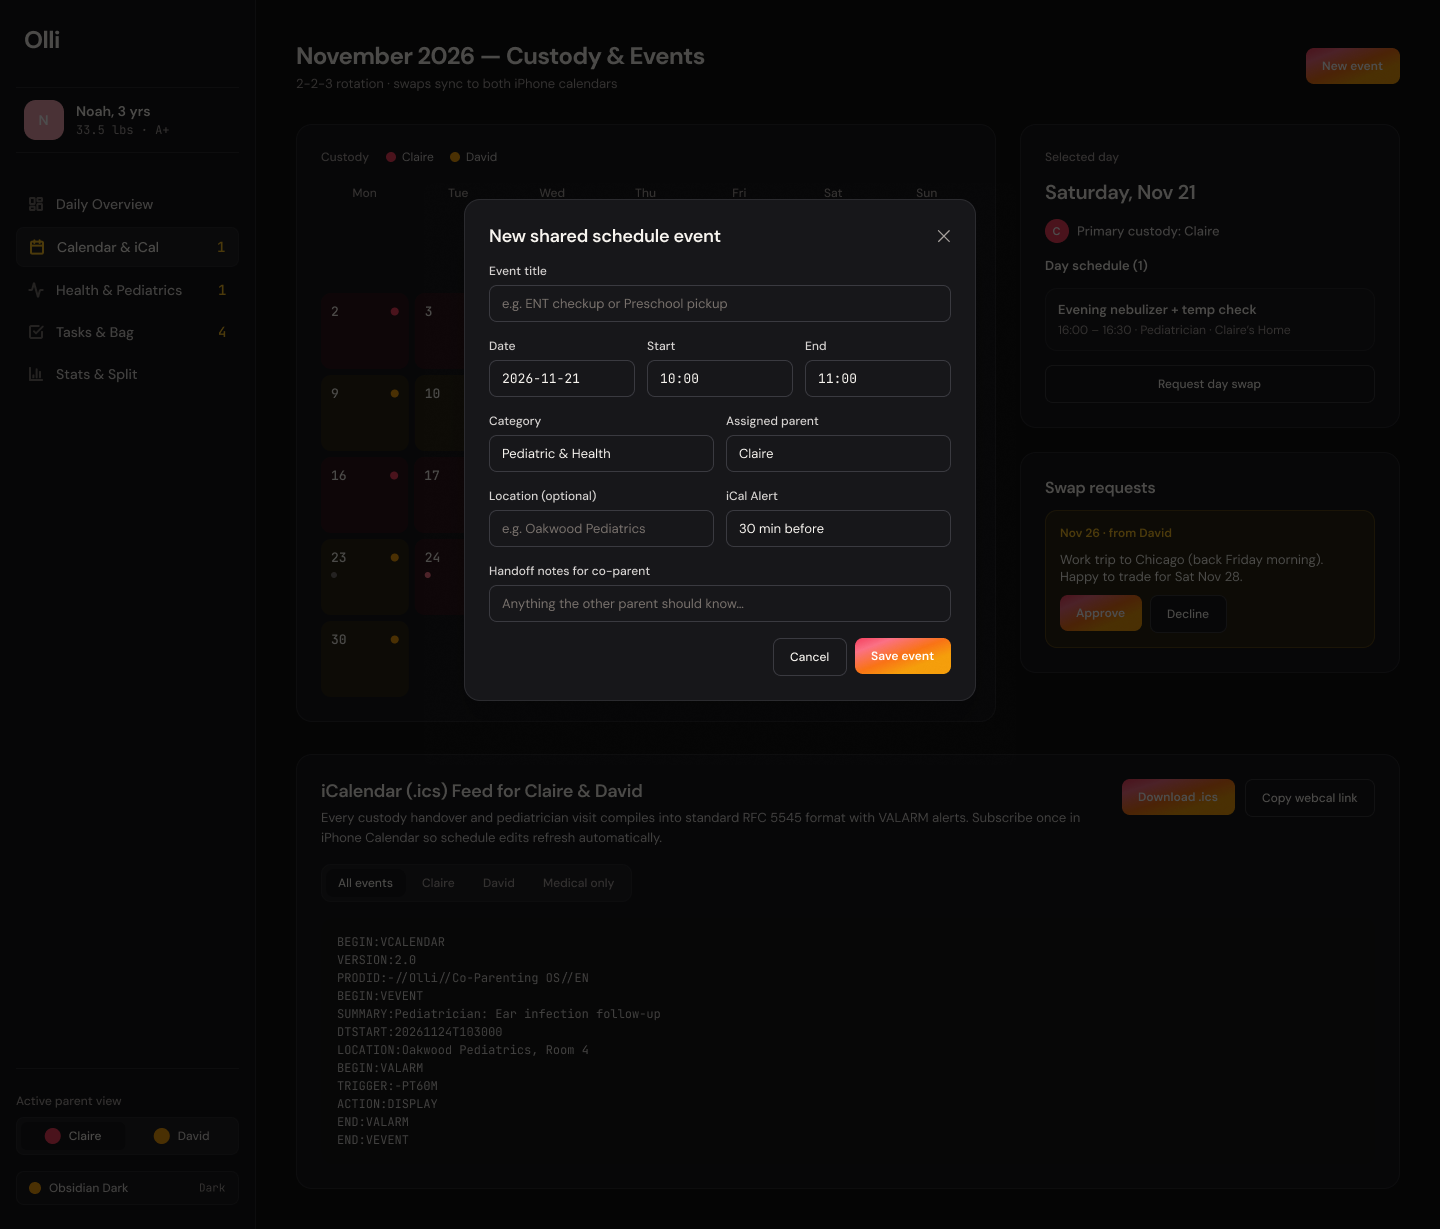 Olli
Noah, 3 yrs
N
33.5 lbs · A+
Daily Overview
Calendar & iCal 1
Health & Pediatrics 1
Tasks & Bag 4
Stats & Split
Active parent view
Claire David
Obsidian Dark Dark
November 2026 — Custody & Events
2-2-3 rotation · swaps sync to both iPhone calendars
New event
Custody Claire David
Mon Tue Wed Thu Fri Sat Sun
2 3
9 10
16 17
23 24
30
New shared schedule event
Event title
e.g. ENT checkup or Preschool pickup
Date Start End
2026-11-21 10:00 11:00
Category Assigned parent
Pediatric & Health Claire
Location (optional) iCal Alert
e.g. Oakwood Pediatrics 30 min before
Handoff notes for co-parent
Anything the other parent should know…
Cancel Save event
Selected day
Saturday, Nov 21
C Primary custody: Claire
Day schedule (1)
Evening nebulizer + temp check
16:00 – 16:30 · Pediatrician · Claire's Home
Request day swap
Swap requests
Nov 26 · from David
Work trip to Chicago (back Friday morning).
Happy to trade for Sat Nov 28.
Approve Decline
iCalendar (.ics) Feed for Claire & David
Every custody handover and pediatrician visit compiles into standard RFC 5545 format with VALARM alerts. Subscribe once in
iPhone Calendar so schedule edits refresh automatically.
Download .ics Copy webcal link
All events Claire David Medical only
BEGIN:VCALENDAR
VERSION:2.0
PRODID:-//Olli//Co-Parenting OS//EN
BEGIN:VEVENT
SUMMARY:Pediatrician: Ear infection follow-up
DTSTART:20261124T103000
LOCATION:Oakwood Pediatrics, Room 4
BEGIN:VALARM
TRIGGER:-PT60M
ACTION:DISPLAY
END:VALARM
END:VEVENT